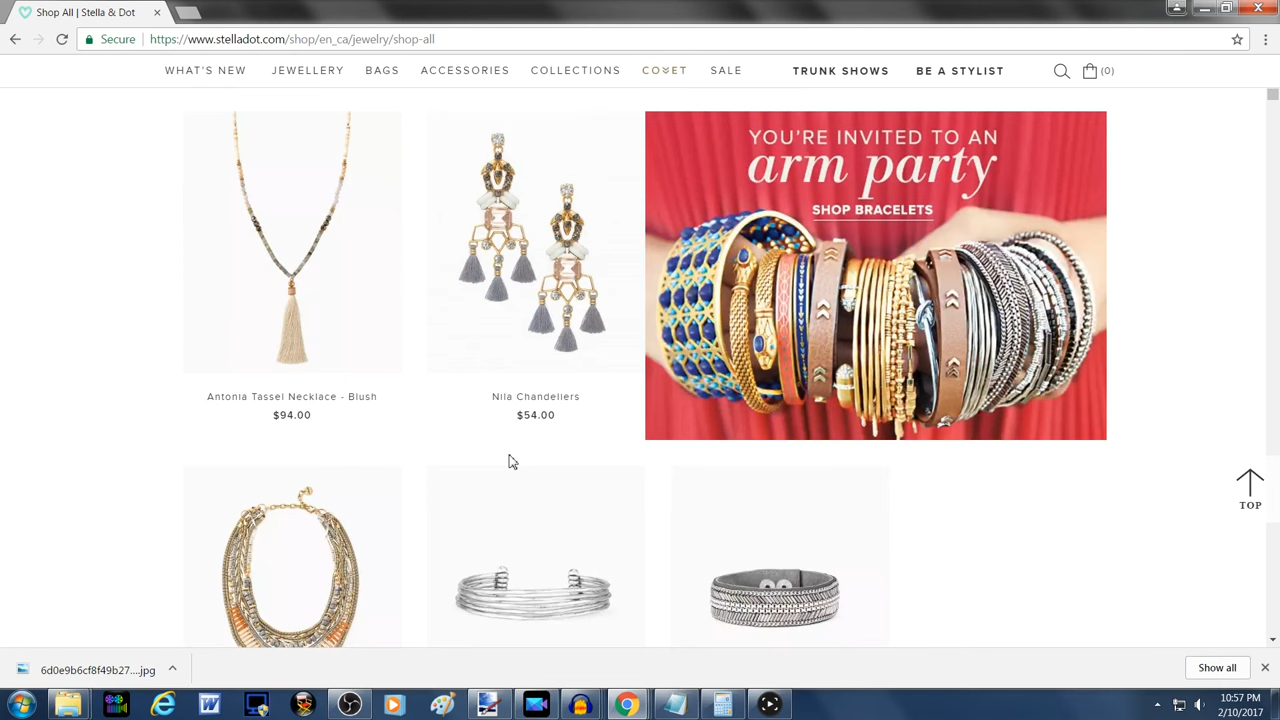 Shop All | Stella & Dot
Secure
https://www.stelladot.com/shop/en_ca/jewelry/shop-all
WHAT'S NEW
JEWELLERY
BAGS
ACCESSORIES
COLLECTIONS
COVET
SALE
TRUNK SHOWS
BE A STYLIST
(0)
YOU'RE INVITED TO AN
arm party
SHOP BRACELETS
Antonia Tassel Necklace - Blush
$94.00
Nila Chandeliers
$54.00
TOP
6d0e9b6cf8f49b27....jpg
Show all
10:57 PM
2/10/2017